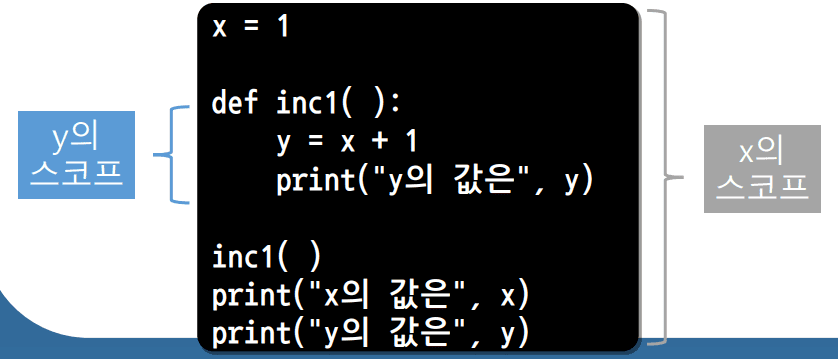 x = 1
def inc1( ):
    y = x + 1
    print("y의 값은", y)
inc1( )
print("x의 값은", x)
print("y의 값은", y)
y의
스코프
x의
스코프